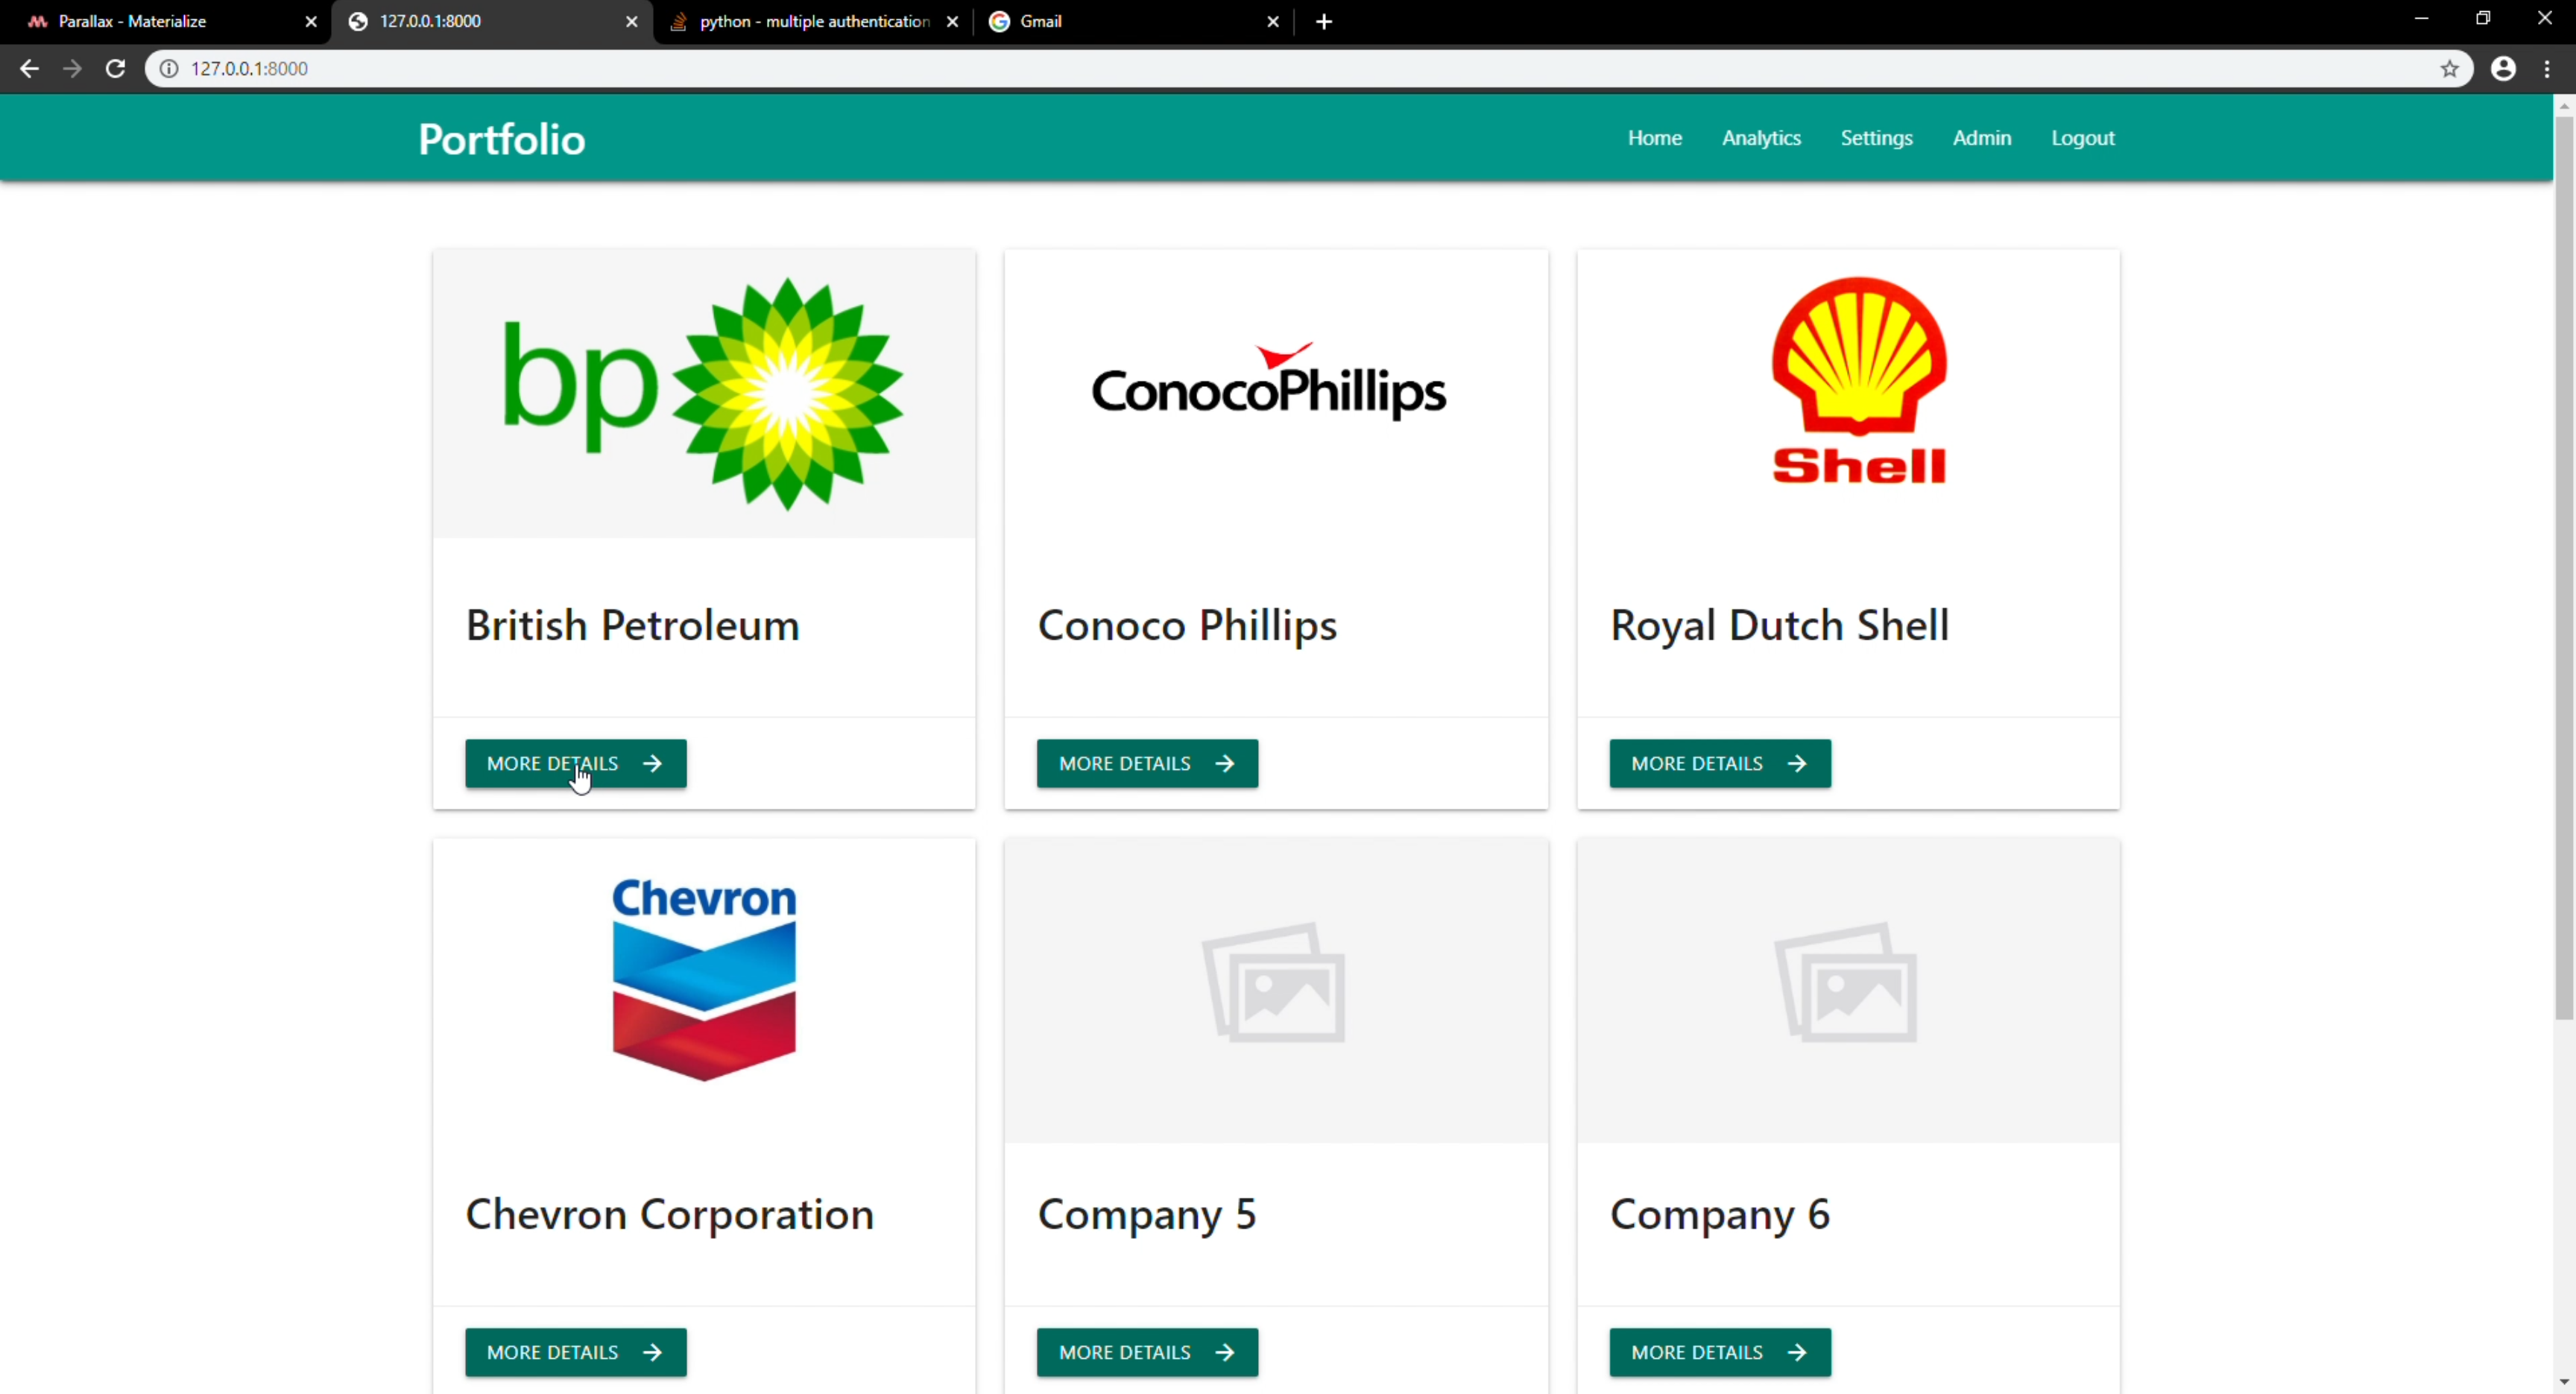 Parallax - Materialize
127.0.0.1:8000
python - multiple authentication
Gmail
127.0.0.1:8000
Portfolio
Home
Analytics
Settings
Admin
Logout
bp
ConocoPhillips
Shell
British Petroleum
Conoco Phillips
Royal Dutch Shell
MORE DETAILS
MORE DETAILS
MORE DETAILS
Chevron
Chevron Corporation
Company 5
Company 6
MORE DETAILS
MORE DETAILS
MORE DETAILS